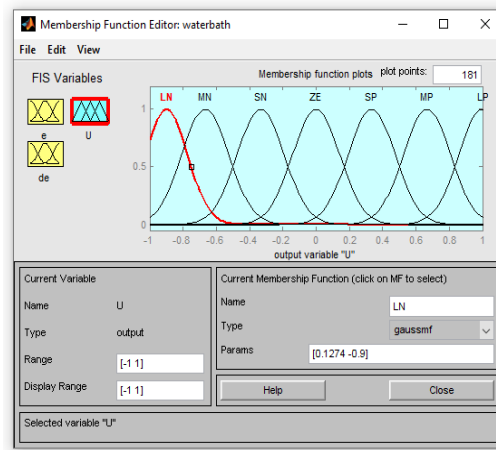 Membership Function Editor: waterbath
File Edit View
FIS Variables
e
U
de
Membership function plots plot points: 181
LN MN SN ZE SP MP LP
1
0.5
0
-1 -0.8 -0.6 -0.4 -0.2 0 0.2 0.4 0.6 0.8 1
output variable "U"
Current Variable
Name U
Type output
Range [-1 1]
Display Range [-1 1]
Current Membership Function (click on MF to select)
Name LN
Type gaussmf
Params [0.1274 -0.9]
Help Close
Selected variable "U"